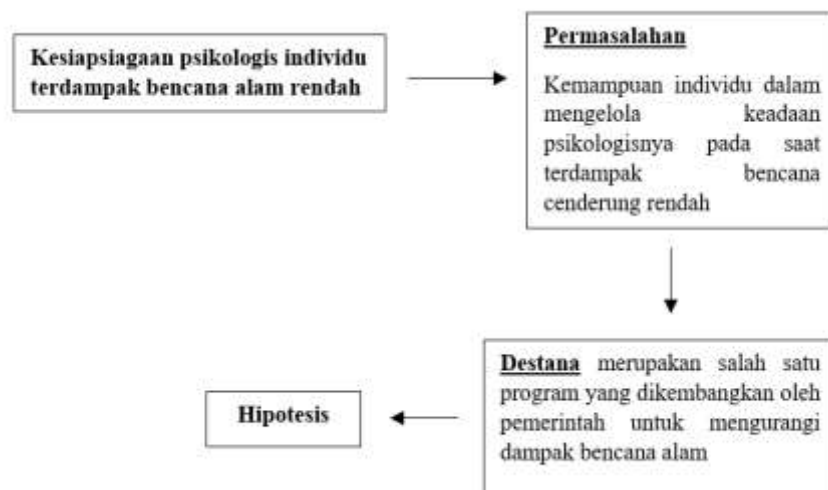 Kesiapsiagaan psikologis individu
terdampak bencana alam rendah
Permasalahan
Kemampuan individu dalam
mengelola keadaan
psikologisnya pada saat
terdampak bencana
cenderung rendah
Destana merupakan salah satu
program yang dikembangkan oleh
pemerintah untuk mengurangi
dampak bencana alam
Hipotesis